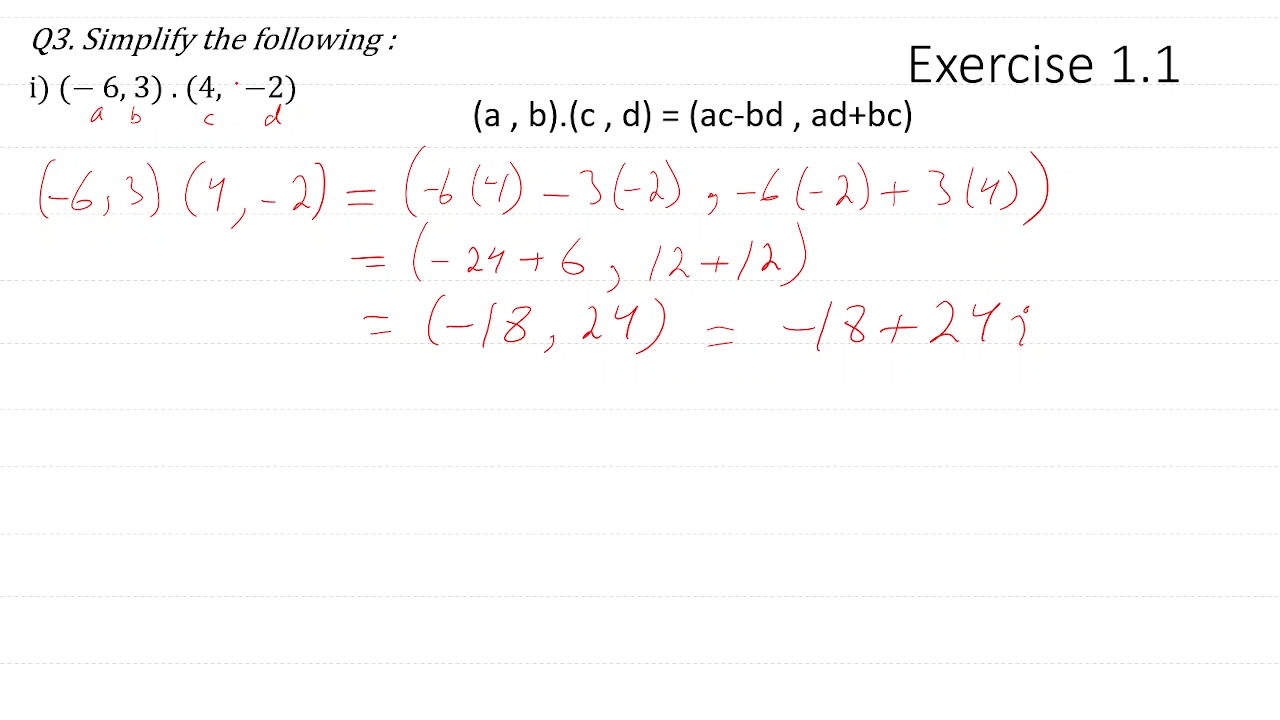 Q3. Simplify the following :
Exercise 1.1
i) (− 6, 3) . (4, −2)
a b c d
(a , b).(c , d) = (ac-bd , ad+bc)
(-6, 3) (4, -2) = (-6(4) - 3(-2), -6(-2) + 3(4))
= (-24+6, 12+12)
= (-18, 24) = -18+24i